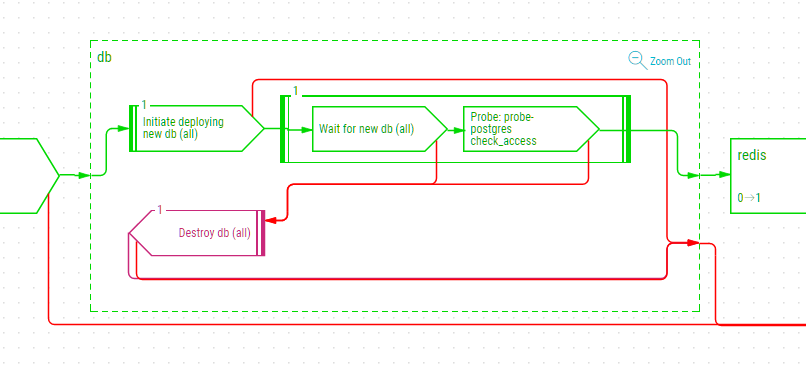 db
Zoom Out
1
Initiate deploying
new db (all)
1
Wait for new db (all)
Probe: probe-
postgres
check_access
redis
0→1
1
Destroy db (all)